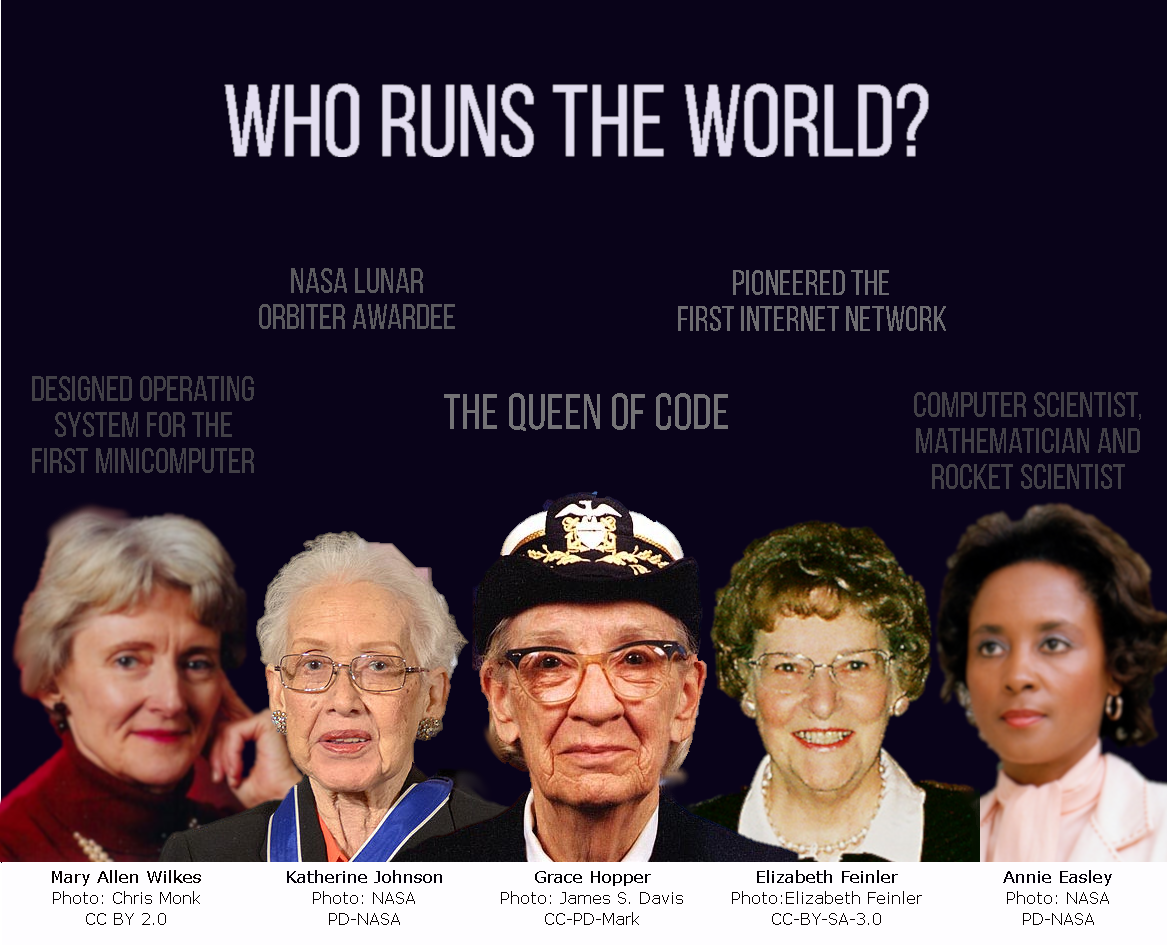 WHO RUNS THE WORLD?
NASA LUNAR
ORBITER AWARDEE
PIONEERED THE
FIRST INTERNET NETWORK
DESIGNED OPERATING
SYSTEM FOR THE
FIRST MINICOMPUTER
THE QUEEN OF CODE
COMPUTER SCIENTIST,
MATHEMATICIAN AND
ROCKET SCIENTIST
Mary Allen Wilkes
Photo: Chris Monk
CC BY 2.0
Katherine Johnson
Photo: NASA
PD-NASA
Grace Hopper
Photo: James S. Davis
CC-PD-Mark
Elizabeth Feinler
Photo:Elizabeth Feinler
CC-BY-SA-3.0
Annie Easley
Photo: NASA
PD-NASA